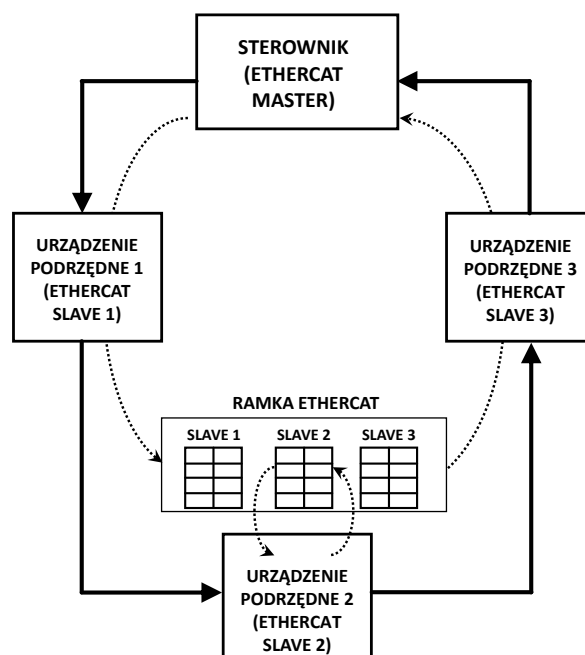 STEROWNIK
(ETHERCAT
MASTER)
URZĄDZENIE
PODRZĘDNE 1
(ETHERCAT
SLAVE 1)
URZĄDZENIE
PODRZĘDNE 3
(ETHERCAT
SLAVE 3)
RAMKA ETHERCAT
SLAVE 1 SLAVE 2 SLAVE 3
URZĄDZENIE
PODRZĘDNE 2
(ETHERCAT
SLAVE 2)